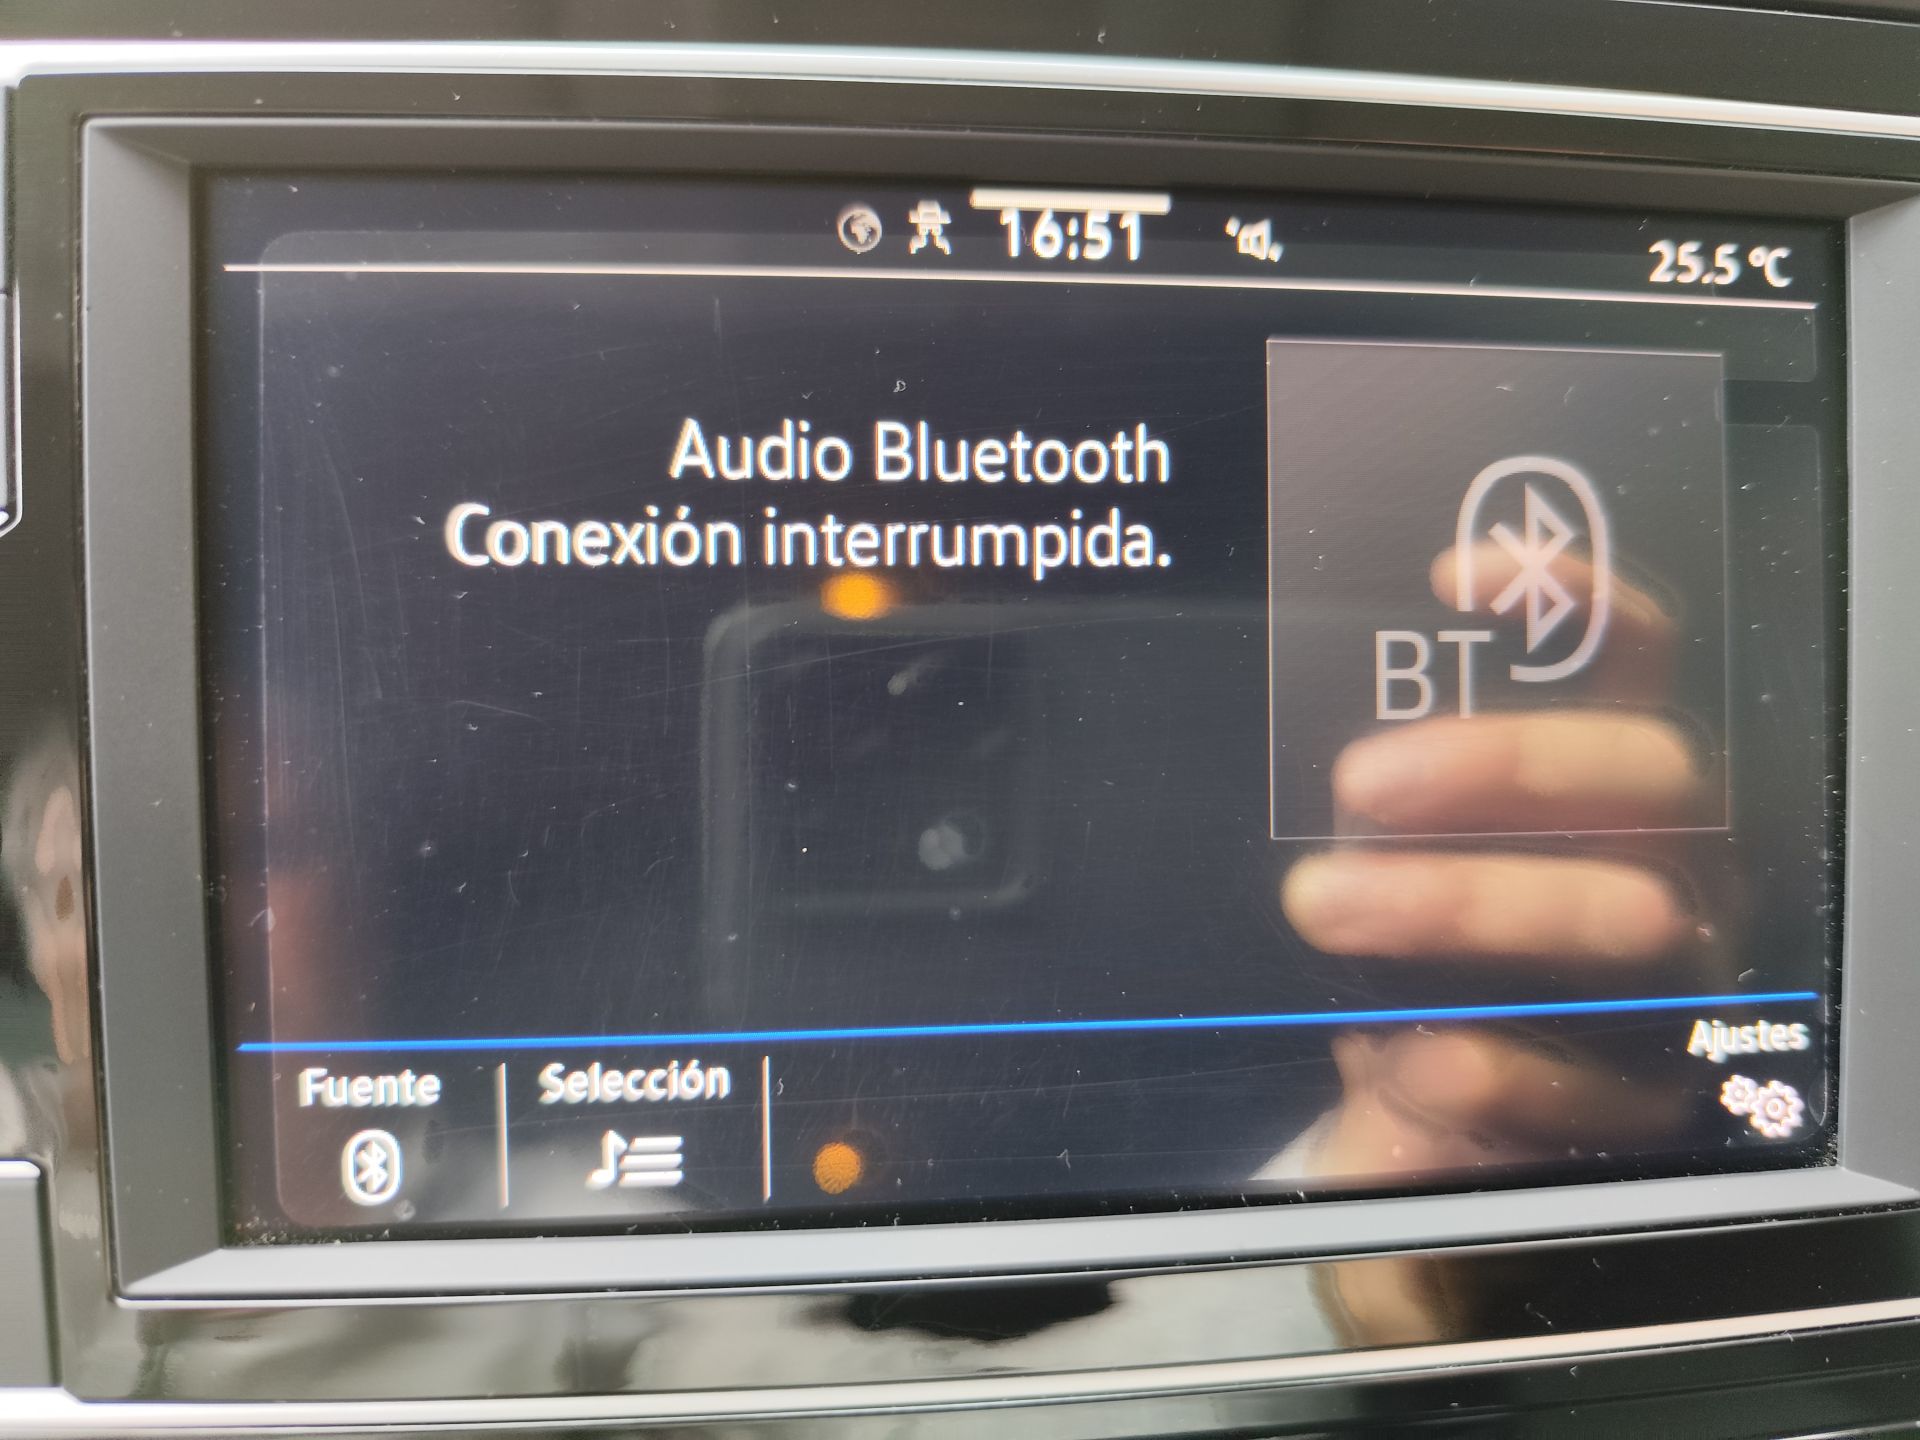 16:51
25.5 °C
Audio Bluetooth
Conexión interrumpida.
BT
Fuente
Selección
Ajustes